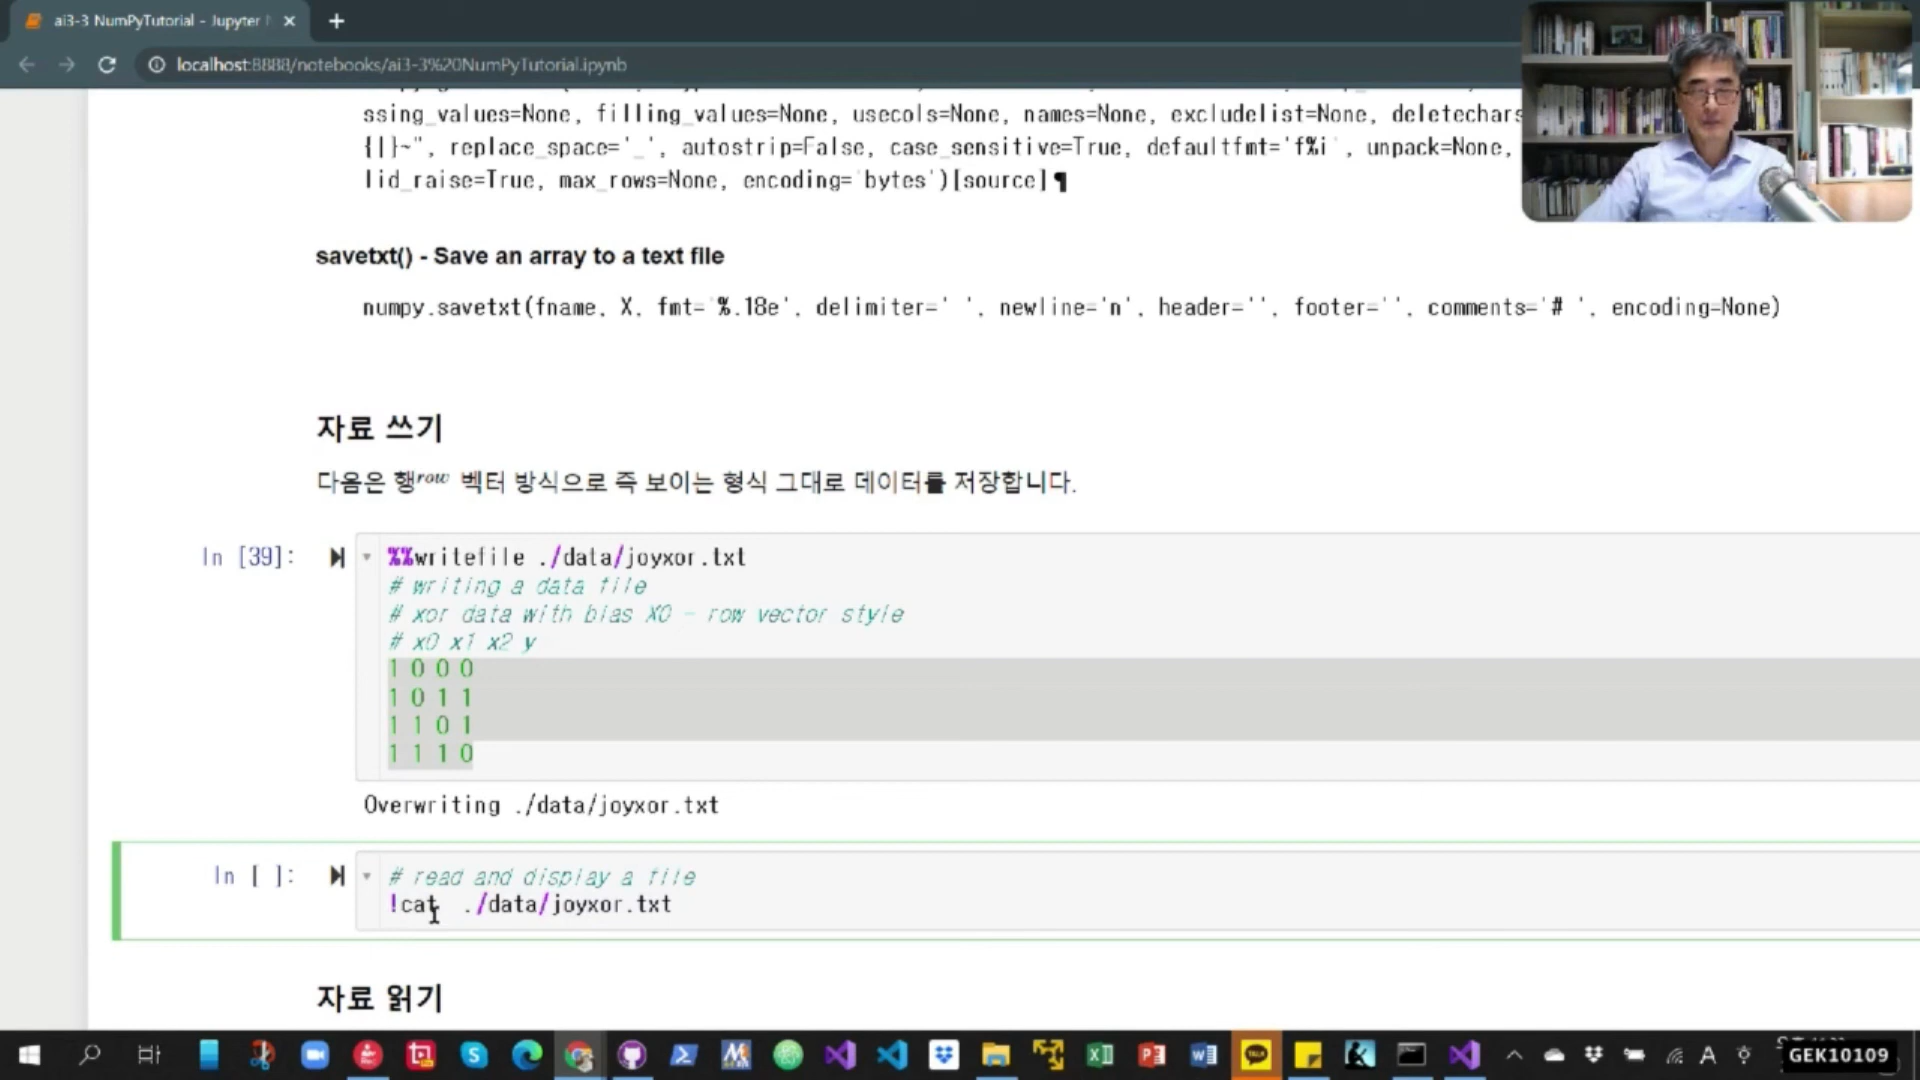 ai3-3 NumPyTutorial - Jupyter
localhost:8888/notebooks/ai3-3%20NumPyTutorial.ipynb
ssing_values=None, filling_values=None, usecols=None, names=None, excludelist=None, deletechars
{|}~", replace_space='_', autostrip=False, case_sensitive=True, defaultfmt='f%i', unpack=None,
lid_raise=True, max_rows=None, encoding='bytes')[source]¶
savetxt() - Save an array to a text file
numpy.savetxt(fname, X, fmt='%.18e', delimiter=' ', newline='n', header='', footer='', comments='# ', encoding=None)
자료 쓰기
다음은 행row 벡터 방식으로 즉 보이는 형식 그대로 데이터를 저장합니다.
In [39]:
%%writefile ./data/joyxor.txt
# writing a data file
# xor data with bias X0 - row vector style
# x0 x1 x2 y
1 0 0 0
1 0 1 1
1 1 0 1
1 1 1 0
Overwriting ./data/joyxor.txt
In [ ]:
# read and display a file
!cat ./data/joyxor.txt
자료 읽기
A
GEK10109